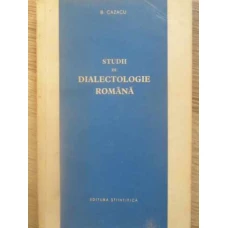 B. CAZACU
STUDII
DE
DIALECTOLOGIE
ROMÂNĂ
EDITURA ȘTIINȚIFICĂ